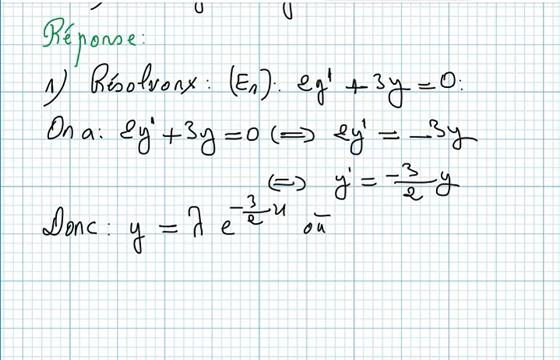 Réponse:
1) Résolvons: (E₁): 2y' + 3y = 0.
On a: 2y' + 3y = 0 ⟺ 2y' = -3y
⟺ y' = -3/2 y
Donc: y = λ e^(-3/2 x) où